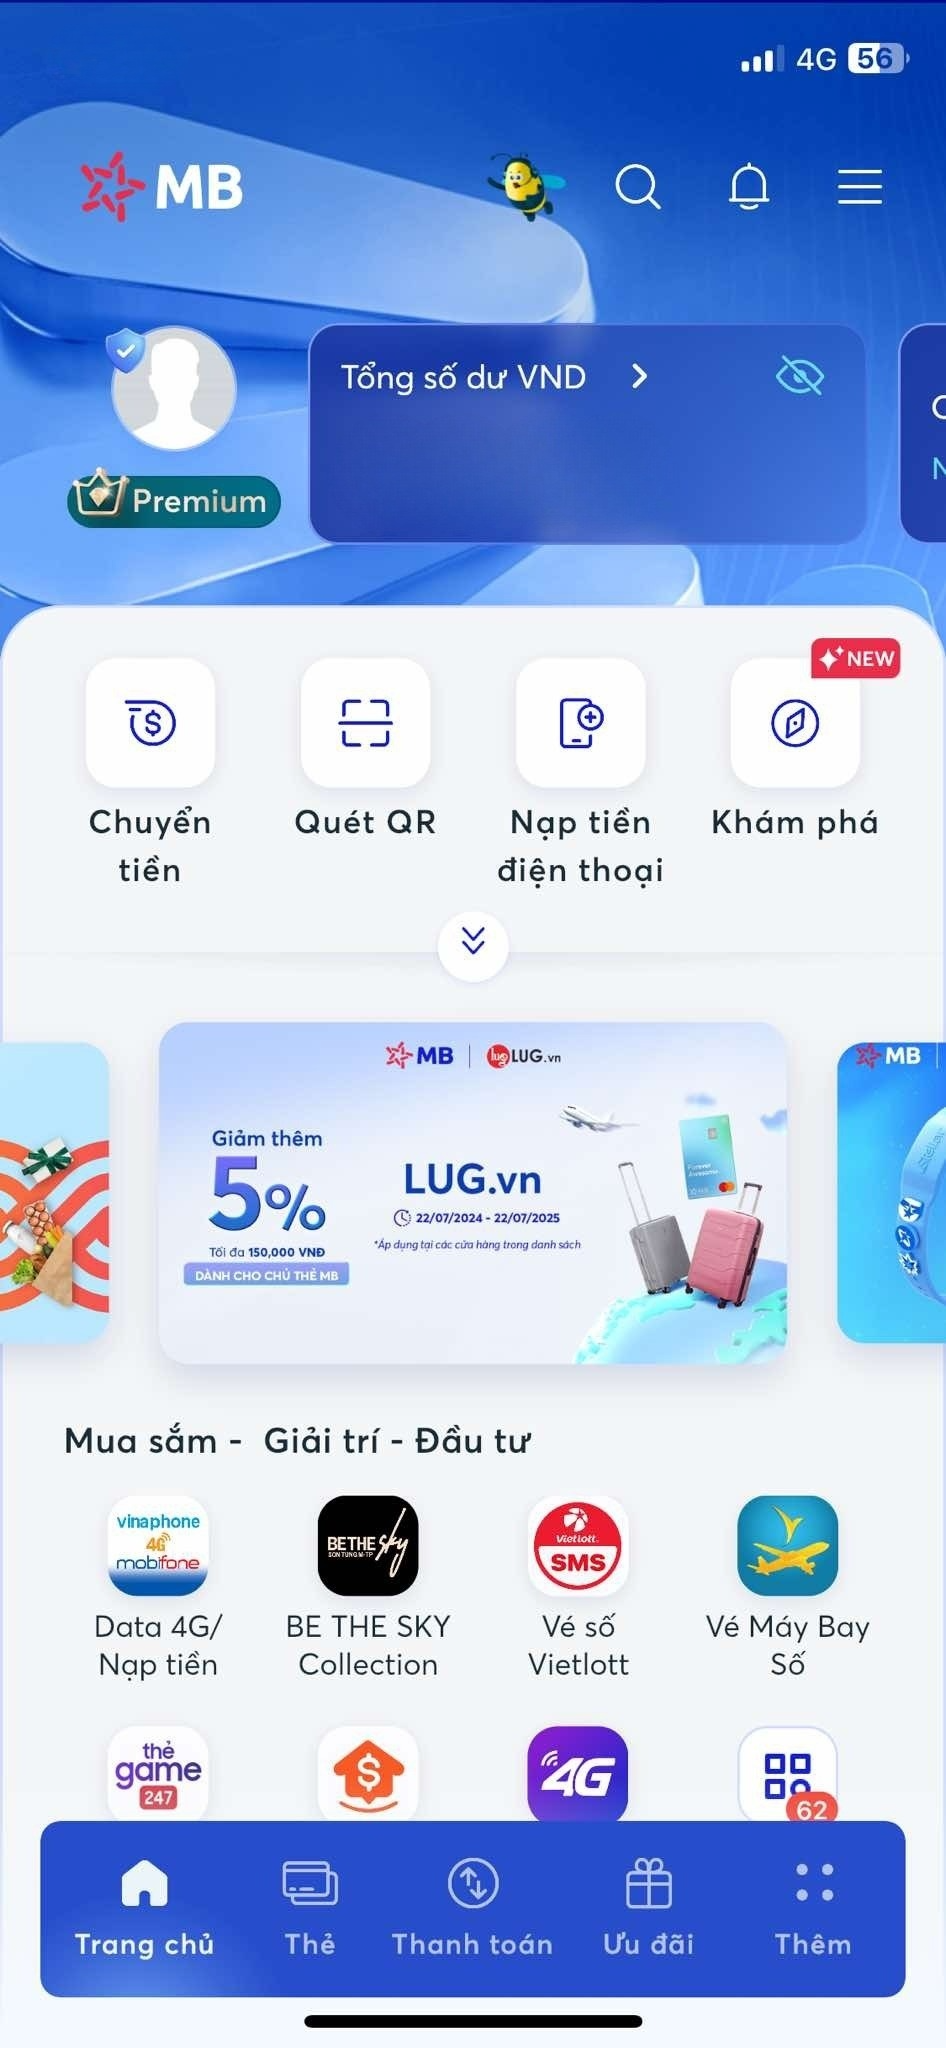 4G 56
MB
Tổng số dư VND
Premium
NEW
Chuyển
tiền
Quét QR
Nạp tiền
điện thoại
Khám phá
MB | lug LUG.vn
Giảm thêm
5%
Tối đa 150,000 VNĐ
DÀNH CHO CHỦ THẺ MB
LUG.vn
22/07/2024 - 22/07/2025
*Áp dụng tại các cửa hàng trong danh sách
MB
Mua sắm - Giải trí - Đầu tư
vinaphone
4G
mobifone
BE THE sky
SON TUNG M-TP
Vietlott
SMS
Data 4G/
Nạp tiền
BE THE SKY
Collection
Vé số
Vietlott
Vé Máy Bay
Số
thẻ
game
247
$
4G
62
Trang chủ
Thẻ
Thanh toán
Ưu đãi
Thêm